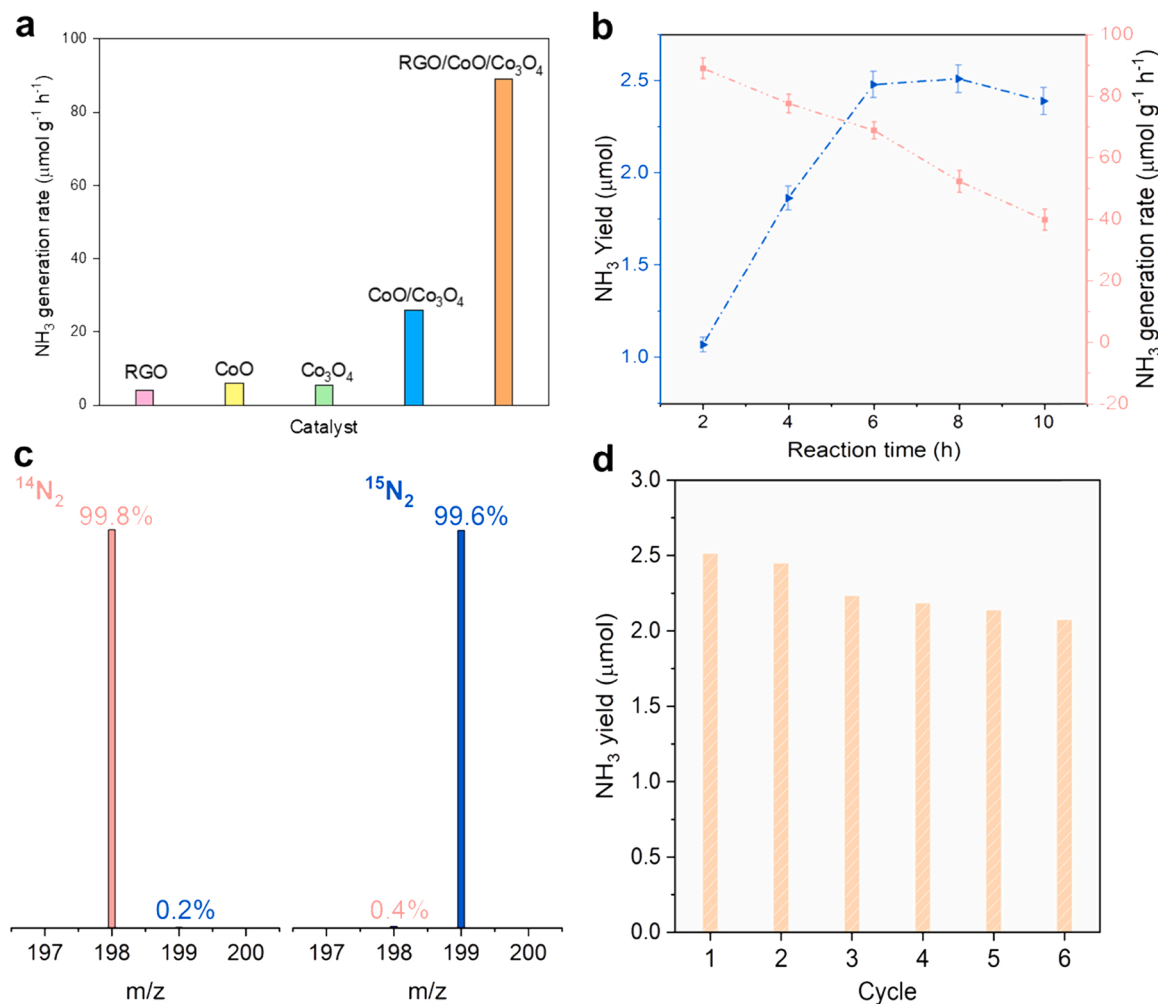 a
NH₃ generation rate (μmol g⁻¹ h⁻¹)
100
80
60
40
20
0
RGO
CoO
Co₃O₄
CoO/Co₃O₄
RGO/CoO/Co₃O₄
Catalyst
b
NH₃ Yield (μmol)
2.5
2.0
1.5
1.0
100
80
60
40
20
0
-20
NH₃ generation rate (μmol g⁻¹ h⁻¹)
2 4 6 8 10
Reaction time (h)
c
¹⁴N₂
99.8%
0.2%
197 198 199 200
m/z
¹⁵N₂
99.6%
0.4%
197 198 199 200
m/z
d
NH₃ yield (μmol)
3.0
2.5
2.0
1.5
1.0
0.5
0.0
1 2 3 4 5 6
Cycle